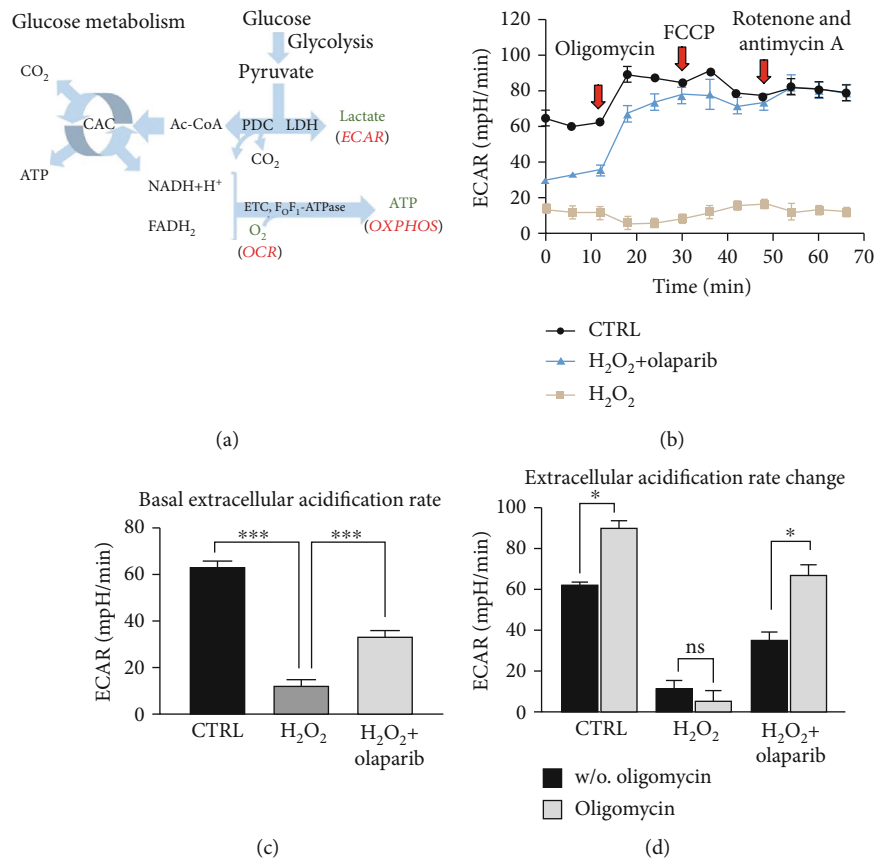 Glucose metabolism
Glucose
Glycolysis
Pyruvate
CO₂
CAC
Ac-CoA
PDC LDH
Lactate
(ECAR)
CO₂
ATP
NADH+H⁺
FADH₂
ETC, FOF₁-ATPase
O₂
(OCR)
ATP
(OXPHOS)
(a)
ECAR (mpH/min)
120
100
80
60
40
20
0
Oligomycin
FCCP
Rotenone and
antimycin A
0 10 20 30 40 50 60 70
Time (min)
CTRL
H₂O₂+olaparib
H₂O₂
(b)
Basal extracellular acidification rate
ECAR (mpH/min)
80
60
40
20
0
*** ***
CTRL H₂O₂ H₂O₂+
olaparib
(c)
Extracellular acidification rate change
ECAR (mpH/min)
100
80
60
40
20
0
*
ns
*
CTRL H₂O₂ H₂O₂+
olaparib
w/o. oligomycin
Oligomycin
(d)